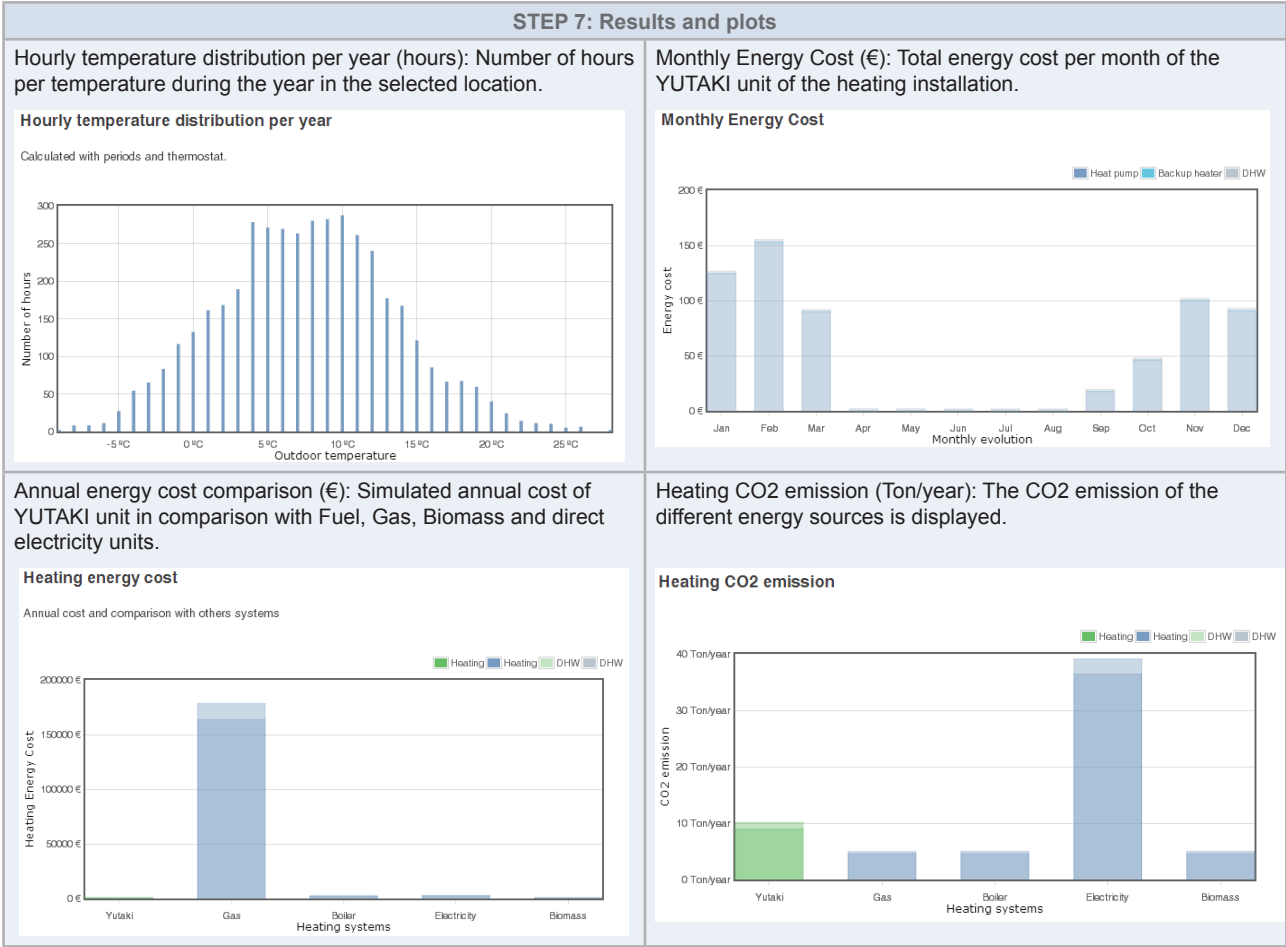 STEP 7: Results and plots
Hourly temperature distribution per year (hours): Number of hours
per temperature during the year in the selected location.
Hourly temperature distribution per year
Calculated with periods and thermostat.
300
250
200
150
100
50
0
Number of hours
-5 ºC 0 ºC 5 ºC 10 ºC 15 ºC 20 ºC 25 ºC
Outdoor temperature
Monthly Energy Cost (€): Total energy cost per month of the
YUTAKI unit of the heating installation.
Monthly Energy Cost
Heat pump Backup heater DHW
200 €
150 €
100 €
50 €
0 €
Energy cost
Jan Feb Mar Apr May Jun Jul Aug Sep Oct Nov Dec
Monthly evolution
Annual energy cost comparison (€): Simulated annual cost of
YUTAKI unit in comparison with Fuel, Gas, Biomass and direct
electricity units.
Heating energy cost
Annual cost and comparison with others systems
Heating Heating DHW DHW
200000 €
150000 €
100000 €
50000 €
0 €
Heating Energy Cost
Yutaki Gas Boiler Electricity Biomass
Heating systems
Heating CO2 emission (Ton/year): The CO2 emission of the
different energy sources is displayed.
Heating CO2 emission
Heating Heating DHW DHW
40 Ton/year
30 Ton/year
20 Ton/year
10 Ton/year
0 Ton/year
CO2 emission
Yutaki Gas Boiler Electricity Biomass
Heating systems